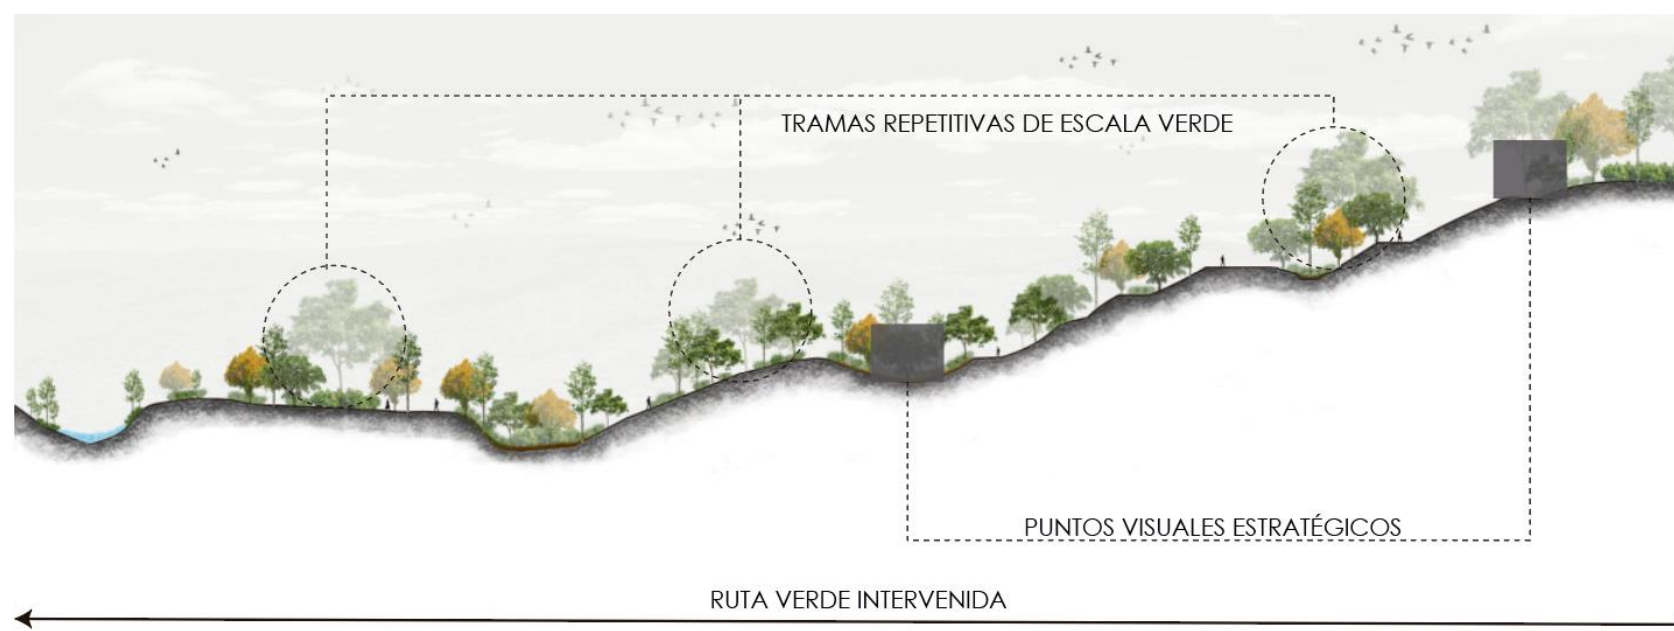 TRAMAS REPETITIVAS DE ESCALA VERDE
PUNTOS VISUALES ESTRATÉGICOS
RUTA VERDE INTERVENIDA